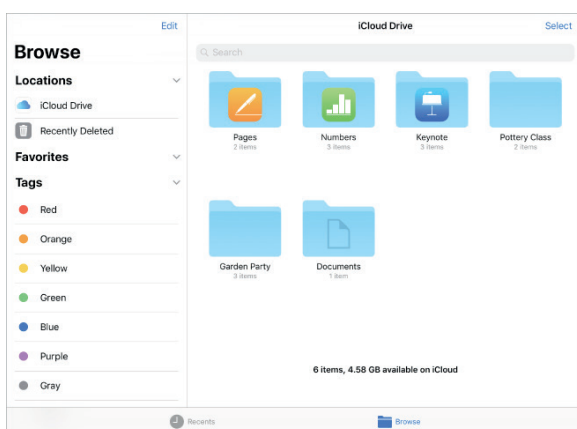 Edit
Browse
Locations
iCloud Drive
Recently Deleted
Favorites
Tags
Red
Orange
Yellow
Green
Blue
Purple
Gray
iCloud Drive
Select
Search
Pages
2 items
Numbers
3 items
Keynote
3 items
Pottery Class
2 items
Garden Party
3 items
Documents
1 item
6 items, 4.58 GB available on iCloud
Recents
Browse